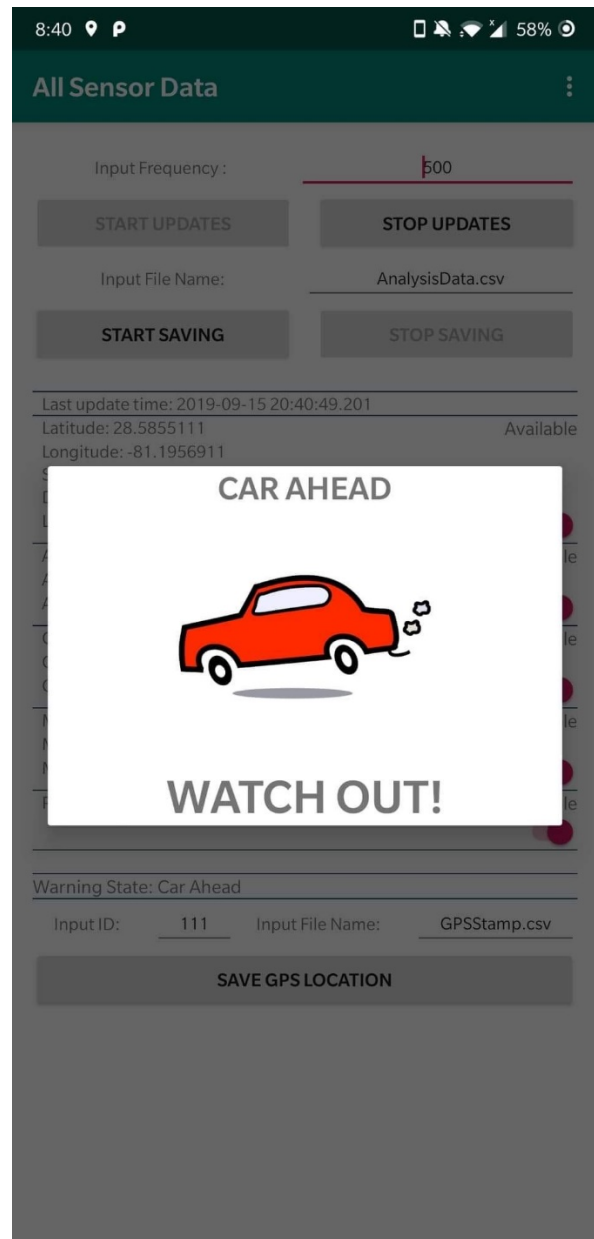 8:40 58%
All Sensor Data
Input Frequency : 500
START UPDATES STOP UPDATES
Input File Name: AnalysisData.csv
START SAVING STOP SAVING
Last update time: 2019-09-15 20:40:49.201
Latitude: 28.5855111 Available
Longitude: -81.1956911
CAR AHEAD
WATCH OUT!
Warning State: Car Ahead
Input ID: 111 Input File Name: GPSStamp.csv
SAVE GPS LOCATION